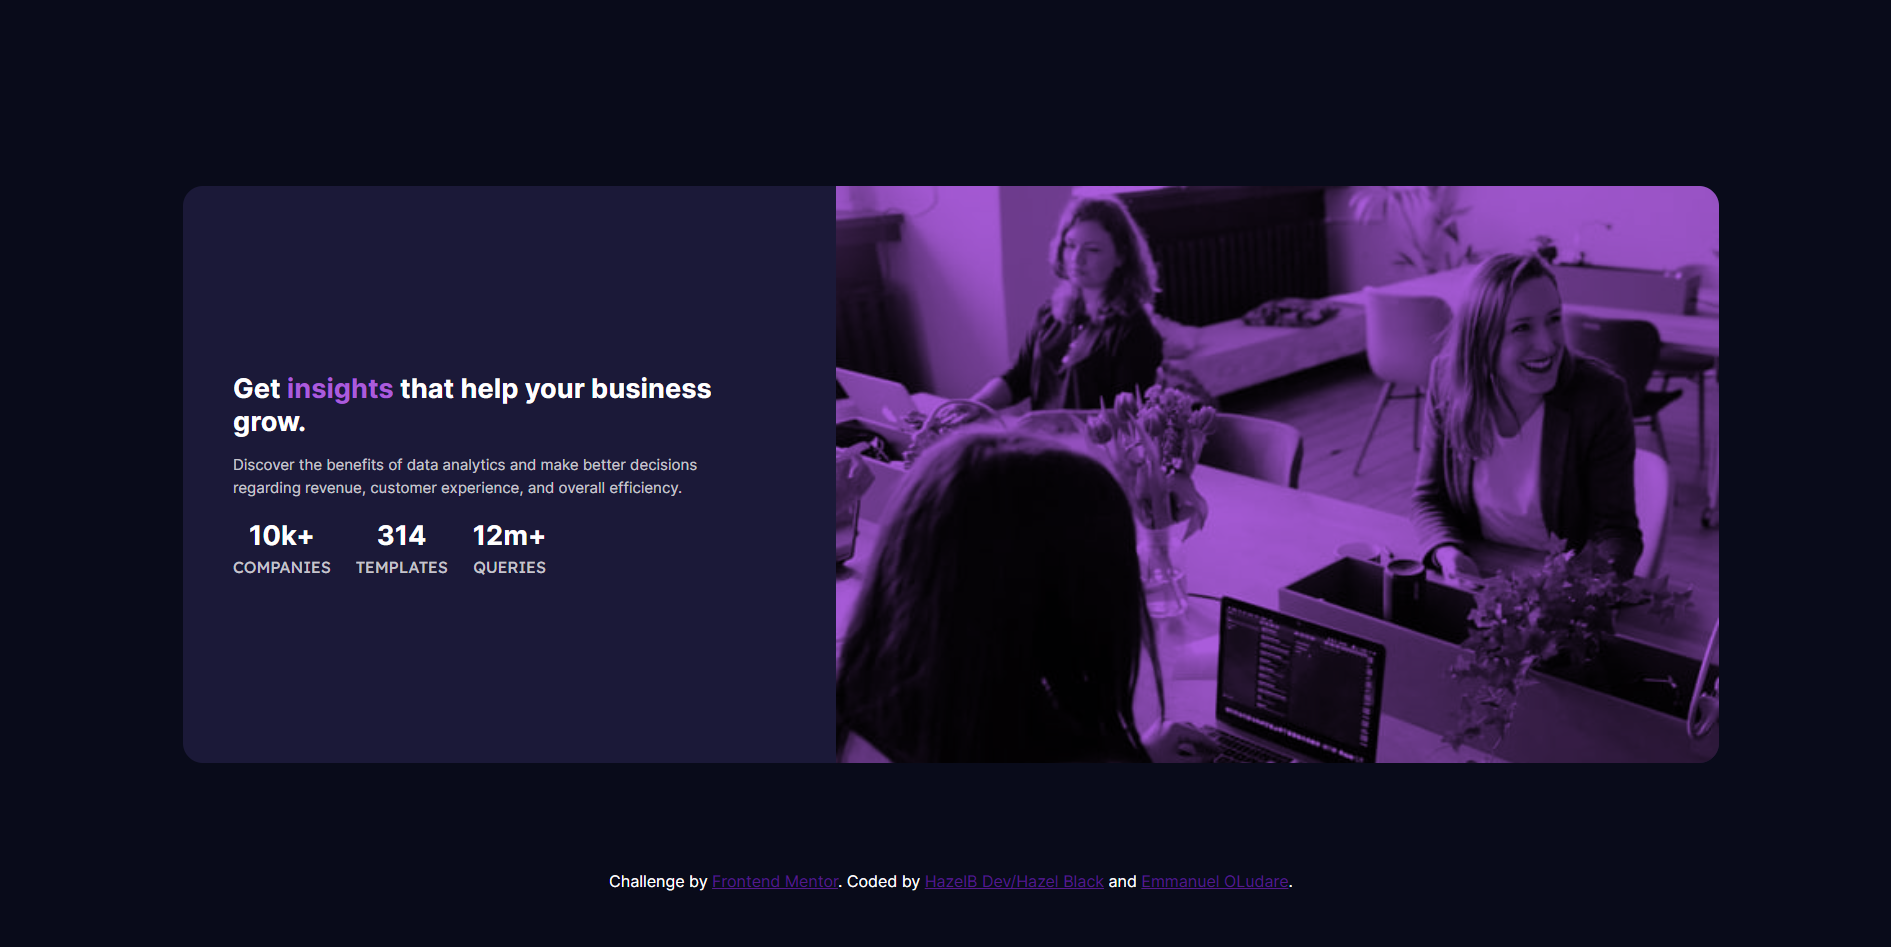 Get insights that help your business
grow.
Discover the benefits of data analytics and make better decisions
regarding revenue, customer experience, and overall efficiency.
10k+ 314 12m+
COMPANIES TEMPLATES QUERIES
Challenge by Frontend Mentor. Coded by HazelB Dev/Hazel Black and Emmanuel OLudare.